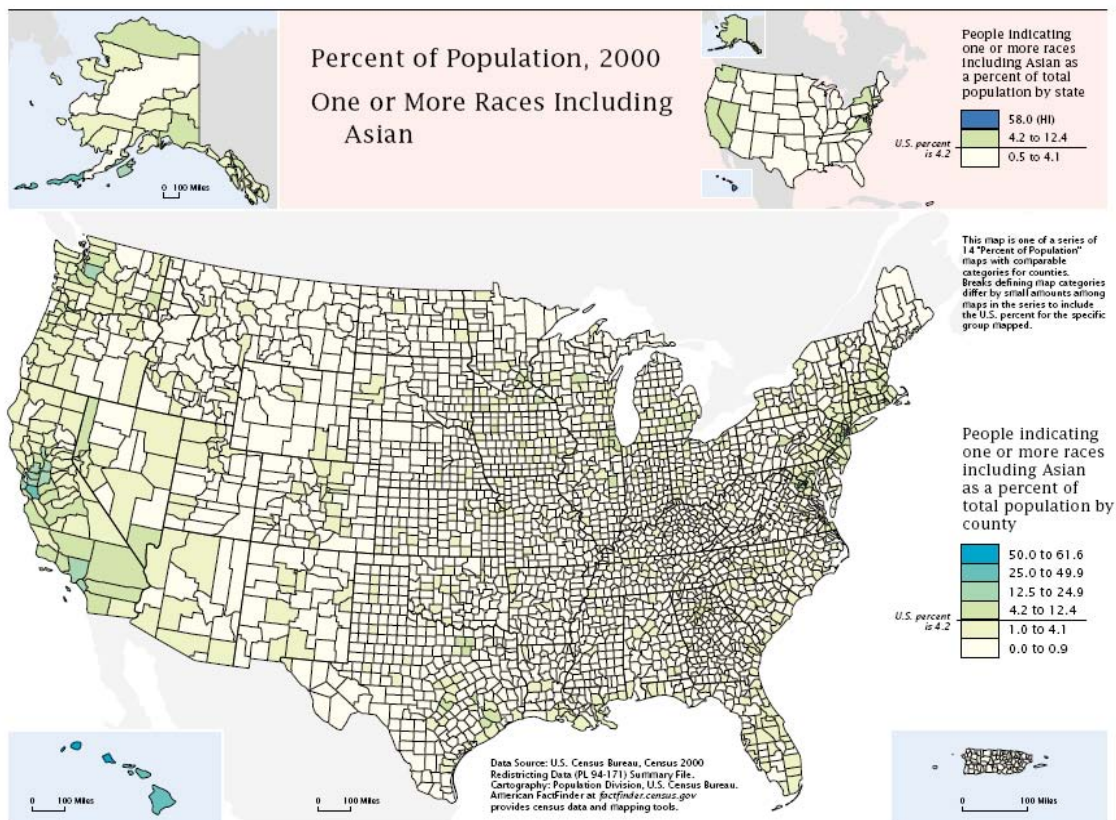 Percent of Population, 2000
One or More Races Including
Asian
0 100 Miles
People indicating
one or more races
including Asian as
a percent of total
population by state
58.0 (HI)
4.2 to 12.4
U.S. percent
is 4.2
0.5 to 4.1
This map is one of a series of
14 "Percent of Population"
maps with comparable
categories for counties.
Breaks defining map categories
differ by small amounts among
maps in the series to include
the U.S. percent for the specific
group mapped.
People indicating
one or more races
including Asian
as a percent of
total population by
county
50.0 to 61.6
25.0 to 49.9
12.5 to 24.9
4.2 to 12.4
U.S. percent
is 4.2
1.0 to 4.1
0.0 to 0.9
Data Source: U.S. Census Bureau, Census 2000
Redistricting Data (PL 94-171) Summary File.
Cartography: Population Division, U.S. Census Bureau.
American FactFinder at factfinder.census.gov
provides census data and mapping tools.
0 100 Miles
0 100 Miles
0 100 Miles